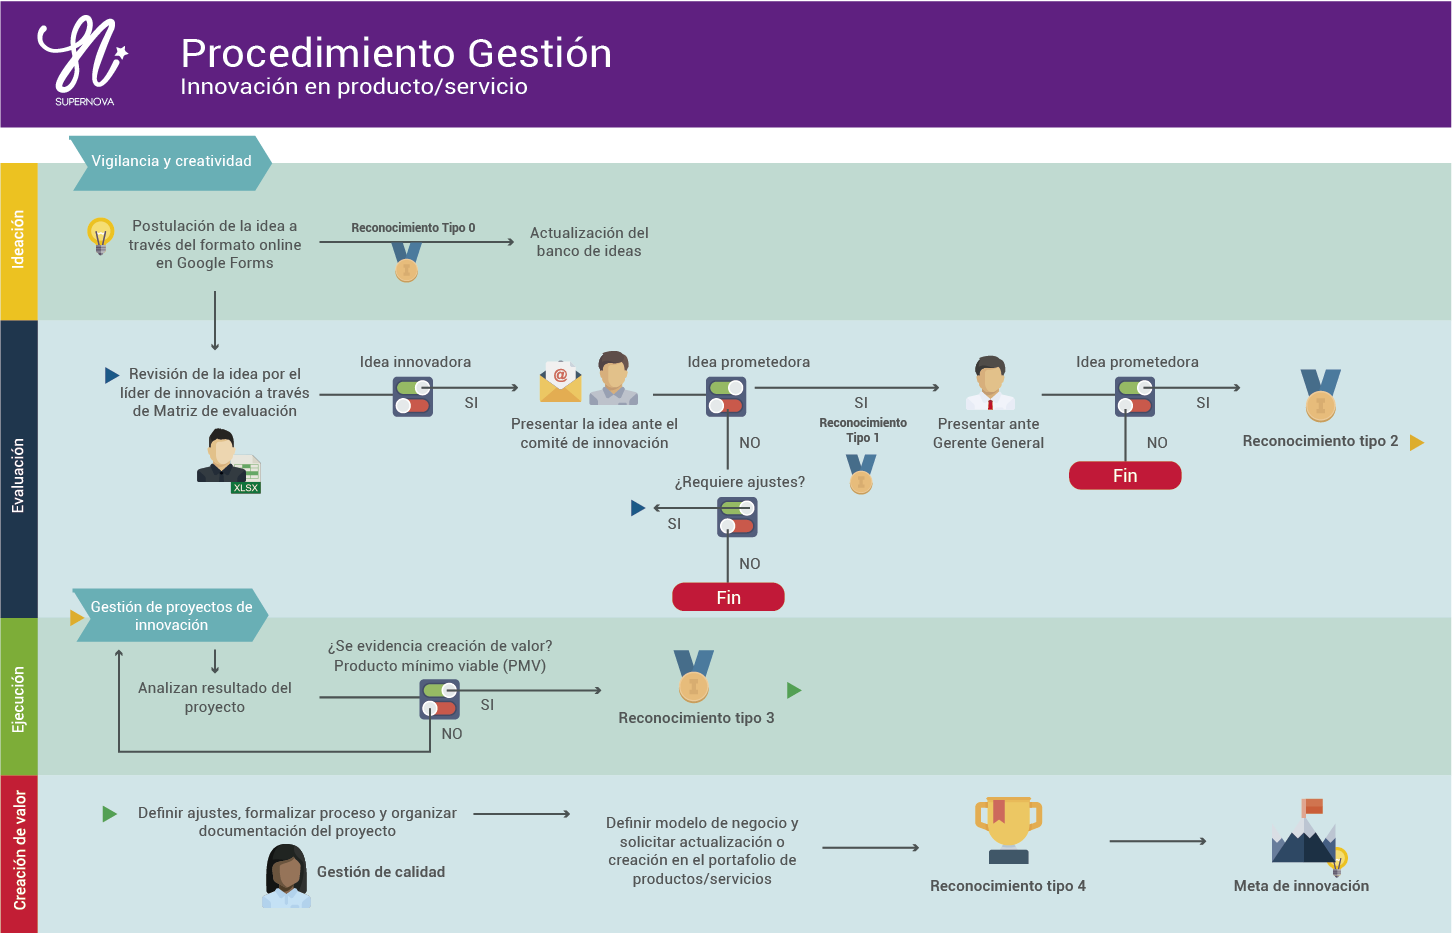 SUPERNOVA
Procedimiento Gestión
Innovación en producto/servicio
Vigilancia y creatividad
Ideación
Postulación de la idea a
través del formato online
en Google Forms
Reconocimiento Tipo 0
1
Actualización del
banco de ideas
Evaluación
Revisión de la idea por el
líder de innovación a través
de Matriz de evaluación
XLSX
Idea innovadora
SI
@
Presentar la idea ante el
comité de innovación
Idea prometedora
SI
NO
Reconocimiento
Tipo 1
1
¿Requiere ajustes?
SI
NO
Fin
Presentar ante
Gerente General
Idea prometedora
SI
NO
Fin
1
Reconocimiento tipo 2
Gestión de proyectos de
innovación
Ejecución
Analizan resultado del
proyecto
¿Se evidencia creación de valor?
Producto mínimo viable (PMV)
SI
NO
1
Reconocimiento tipo 3
Creación de valor
Definir ajustes, formalizar proceso y organizar
documentación del proyecto
Gestión de calidad
Definir modelo de negocio y
solicitar actualización o
creación en el portafolio de
productos/servicios
Reconocimiento tipo 4
Meta de innovación